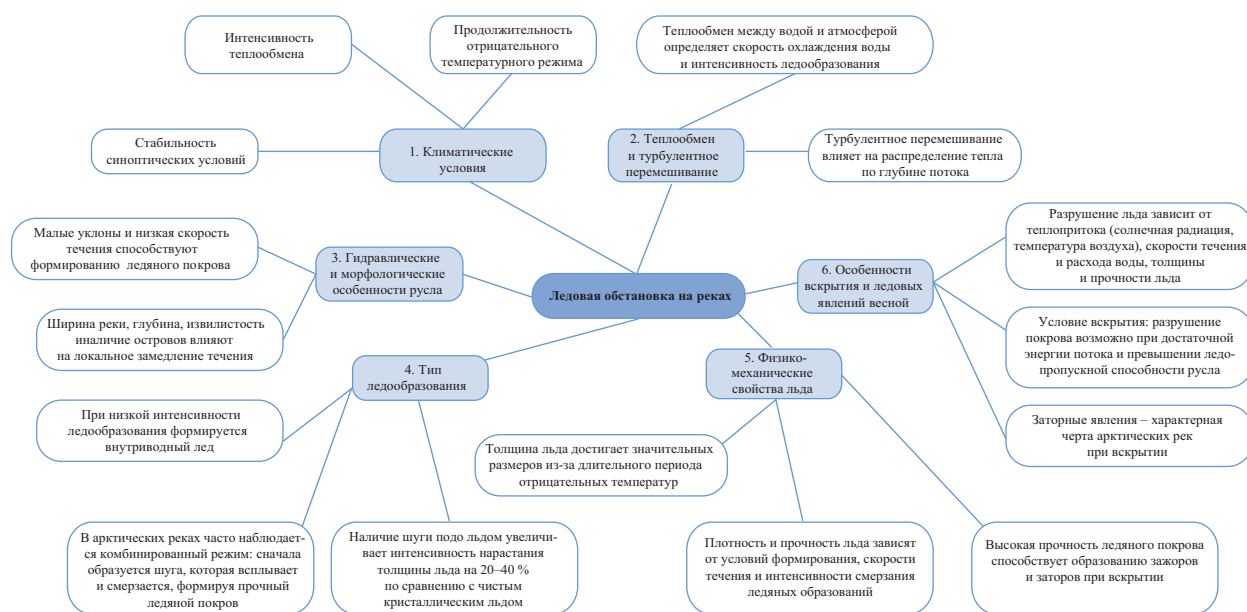 Интенсивность
теплообмена
Продолжительность
отрицательного
температурного режима
Теплообмен между водой и атмосферой
определяет скорость охлаждения воды
и интенсивность ледообразования
Стабильность
синоптических условий
1. Климатические
условия
2. Теплообмен
и турбулентное
перемешивание
Турбулентное перемешивание
влияет на распределение тепла
по глубине потока
Малые уклоны и низкая скорость
течения способствуют
формированию ледяного покрова
3. Гидравлические
и морфологические
особенности русла
Ширина реки, глубина, извилистость
иналичие островов влияют
на локальное замедление течения
Ледовая обстановка на реках
6. Особенности
вскрытия и ледовых
явлений весной
Разрушение льда зависит от
теплопритока (солнечная радиация,
температура воздуха), скорости течения
и расхода воды, толщины
и прочности льда
Условие вскрытия: разрушение
покрова возможно при достаточной
энергии потока и превышении ледо-
пропускной способности русла
Заторные явления – характерная
черта арктических рек
при вскрытии
4. Тип
ледообразования
При низкой интенсивности
ледообразования формируется
внутриводный лед
В арктических реках часто наблюдает-
ся комбинированный режим: сначала
образуется шуга, которая всплывает
и смерзается, формируя прочный
ледяной покров
Наличие шуги подо льдом увеличи-
вает интенсивность нарастания
толщины льда на 20–40 %
по сравнению с чистым
кристаллическим льдом
5. Физико-
механические
свойства льда
Толщина льда достигает значительных
размеров из-за длительного периода
отрицательных температур
Плотность и прочность льда зависят
от условий формирования, скорости
течения и интенсивности смерзания
ледяных образований
Высокая прочность ледяного покрова
способствует образованию зажоров
и заторов при вскрытии